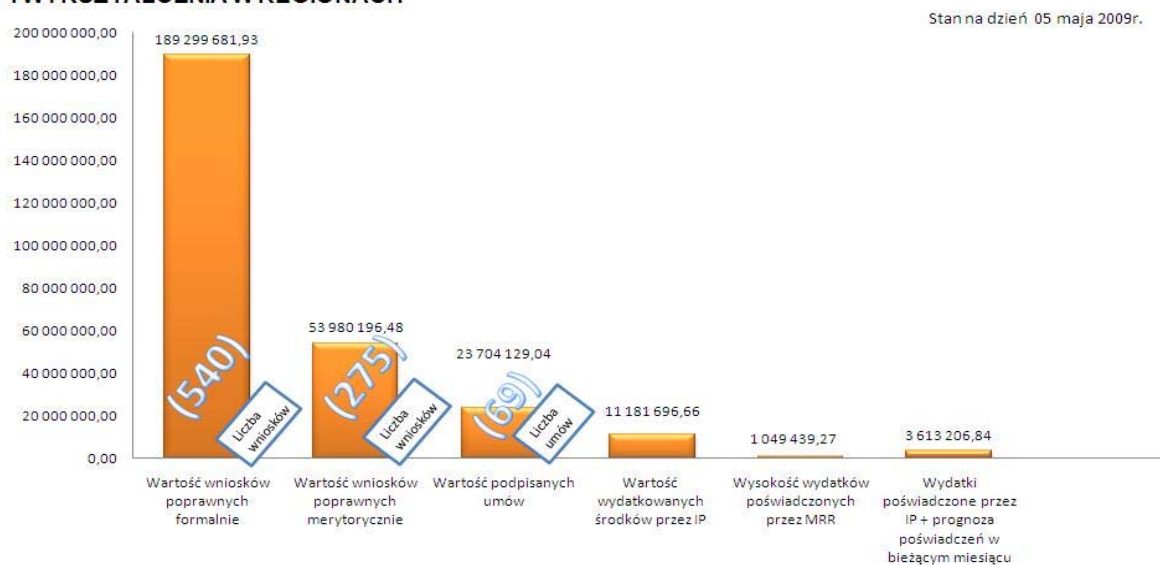 Stan na dzień 05 maja 2009r.
200 000 000,00
180 000 000,00
160 000 000,00
140 000 000,00
120 000 000,00
100 000 000,00
80 000 000,00
60 000 000,00
40 000 000,00
20 000 000,00
0,00
189 299 681,93
53 980 196,48
23 704 129,04
11 181 696,66
1 049 439,27
3 613 206,84
(540)
Liczba
wniosków
(275)
Liczba
wniosków
(69)
Liczba
umów
Wartość wniosków
poprawnych
formalnie
Wartość wniosków
poprawnych
merytorycznie
Wartość podpisanych
umów
Wartość
wydatkowanych
środków przez IP
Wysokość wydatków
poświadczonych
przez MRR
Wydatki
poświadczone przez
IP + prognoza
poświadczeń w
bieżącym miesiącu